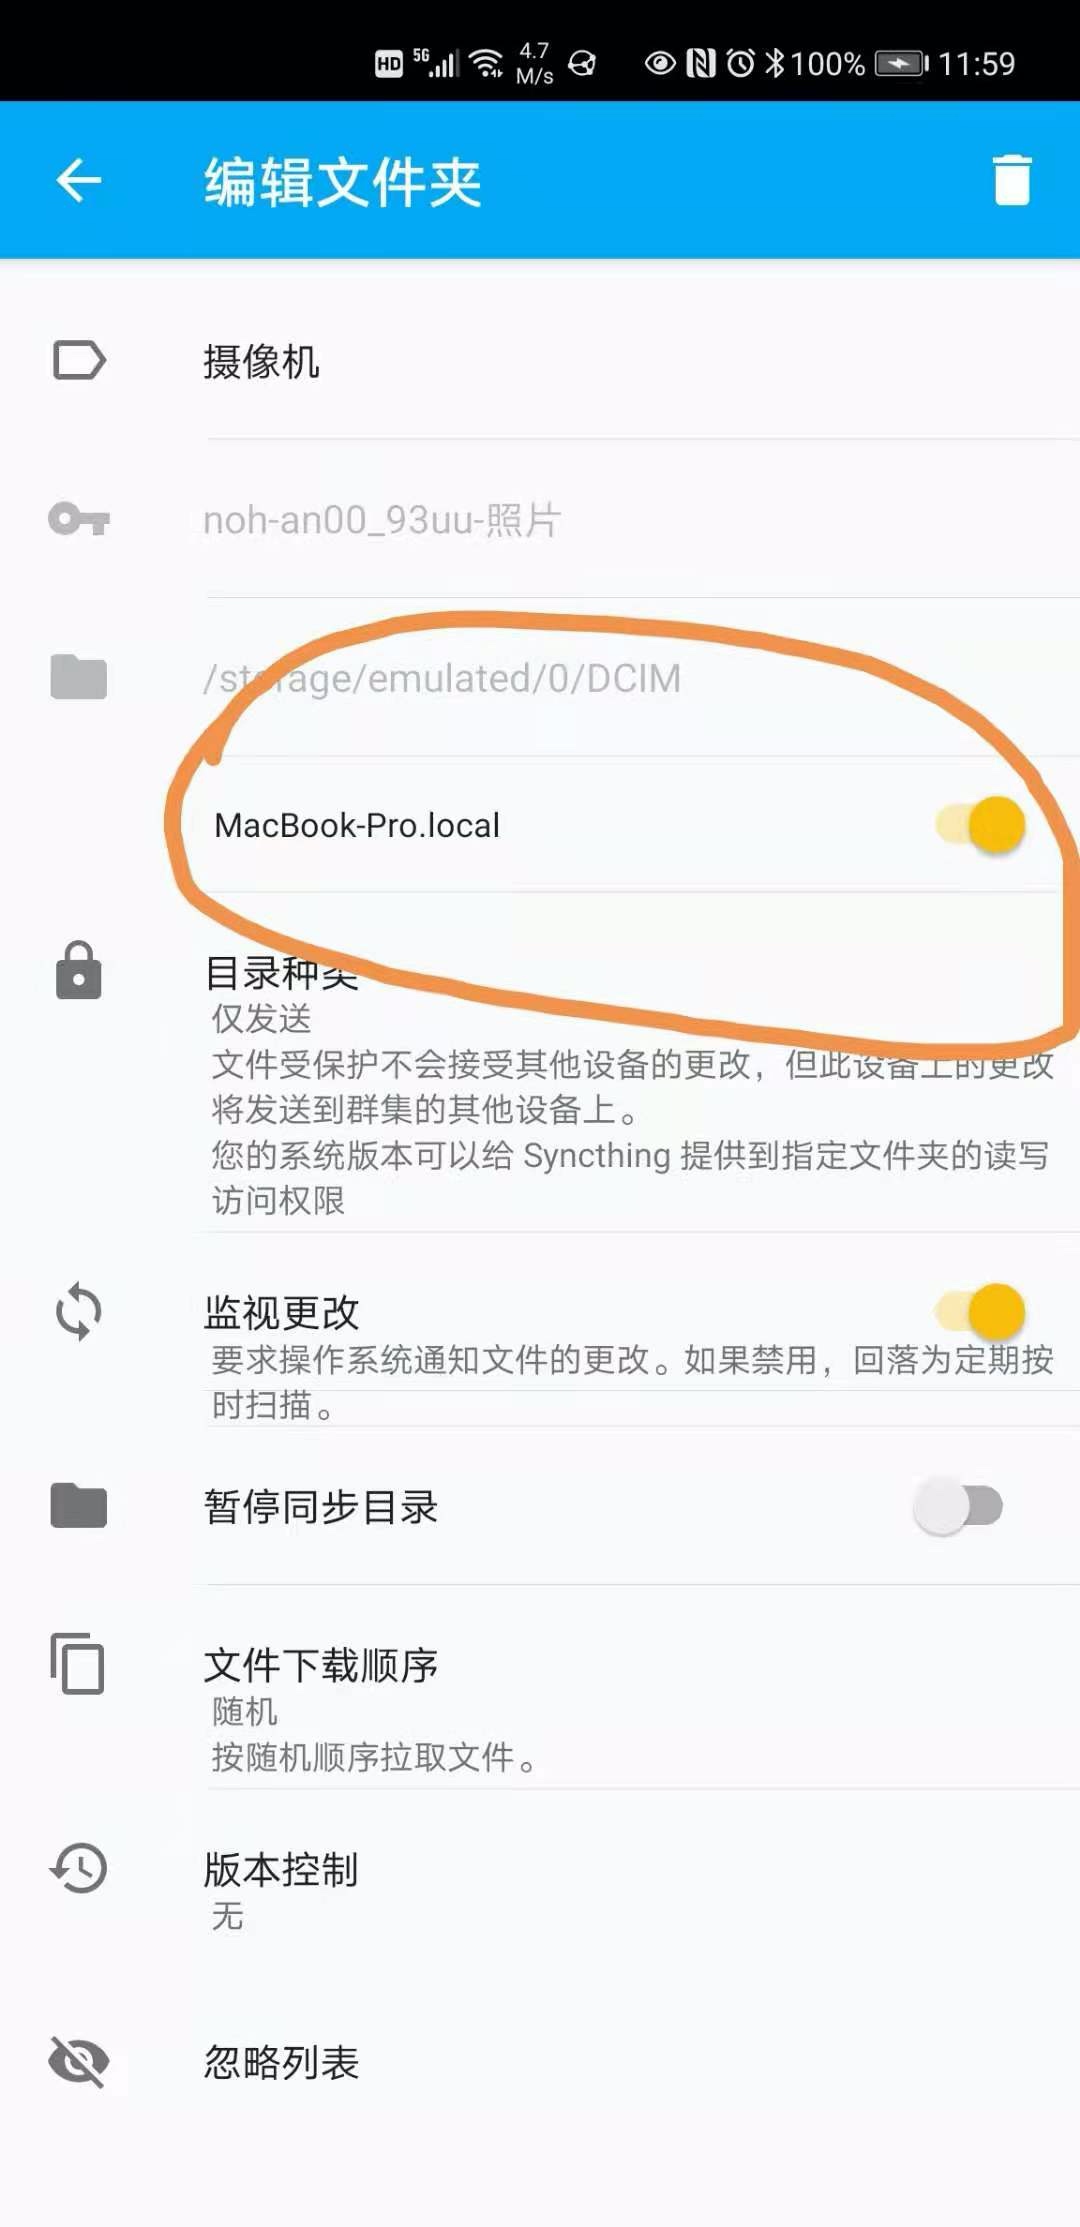 HD 5G 4.7 M/s 100% 11:59
编辑文件夹
摄像机
noh-an00_93uu-照片
/storage/emulated/0/DCIM
MacBook-Pro.local
目录种类
仅发送
文件受保护不会接受其他设备的更改，但此设备上的更改
将发送到群集的其他设备上。
您的系统版本可以给 Syncthing 提供到指定文件夹的读写
访问权限
监视更改
要求操作系统通知文件的更改。如果禁用，回落为定期按
时扫描。
暂停同步目录
文件下载顺序
随机
按随机顺序拉取文件。
版本控制
无
忽略列表